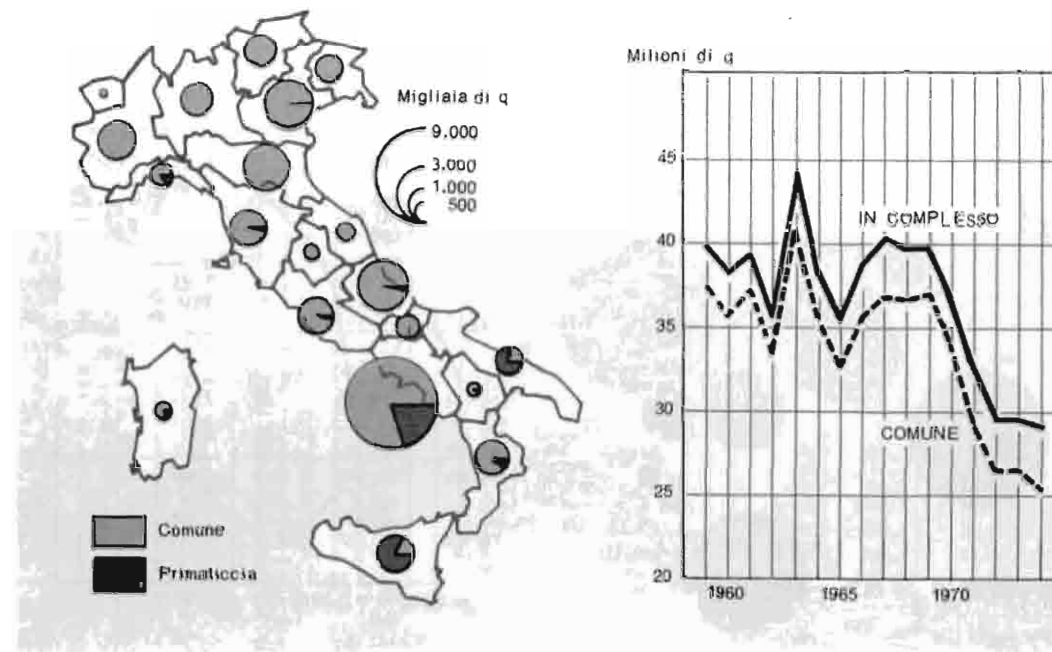 Migliaia di q
9.000
3.000
1.000
500
Comune
Primaticcia
Milioni di q
45
40
35
30
25
20
IN COMPLESSO
COMUNE
1960
1965
1970